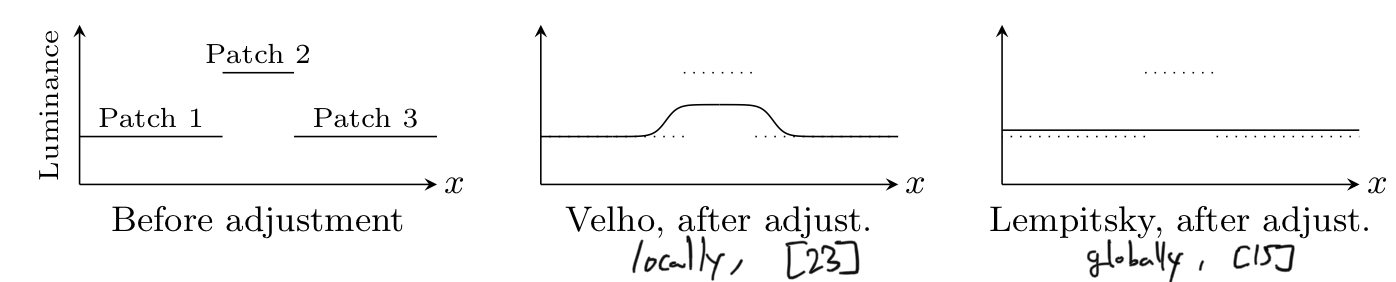 Luminance
Patch 2
Patch 1
Patch 3
x
Before adjustment
x
Velho, after adjust.
locally, [23]
x
Lempitsky, after adjust.
globally, [15]